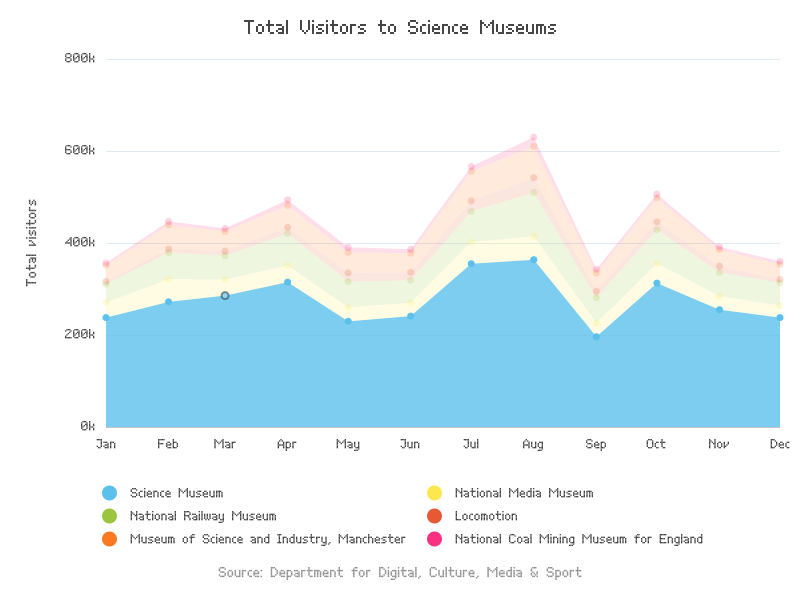 Total Visitors to Science Museums
800k
600k
400k
200k
0k
Total visitors
Jan Feb Mar Apr May Jun Jul Aug Sep Oct Nov Dec
Science Museum
National Media Museum
National Railway Museum
Locomotion
Museum of Science and Industry, Manchester
National Coal Mining Museum for England
Source: Department for Digital, Culture, Media & Sport